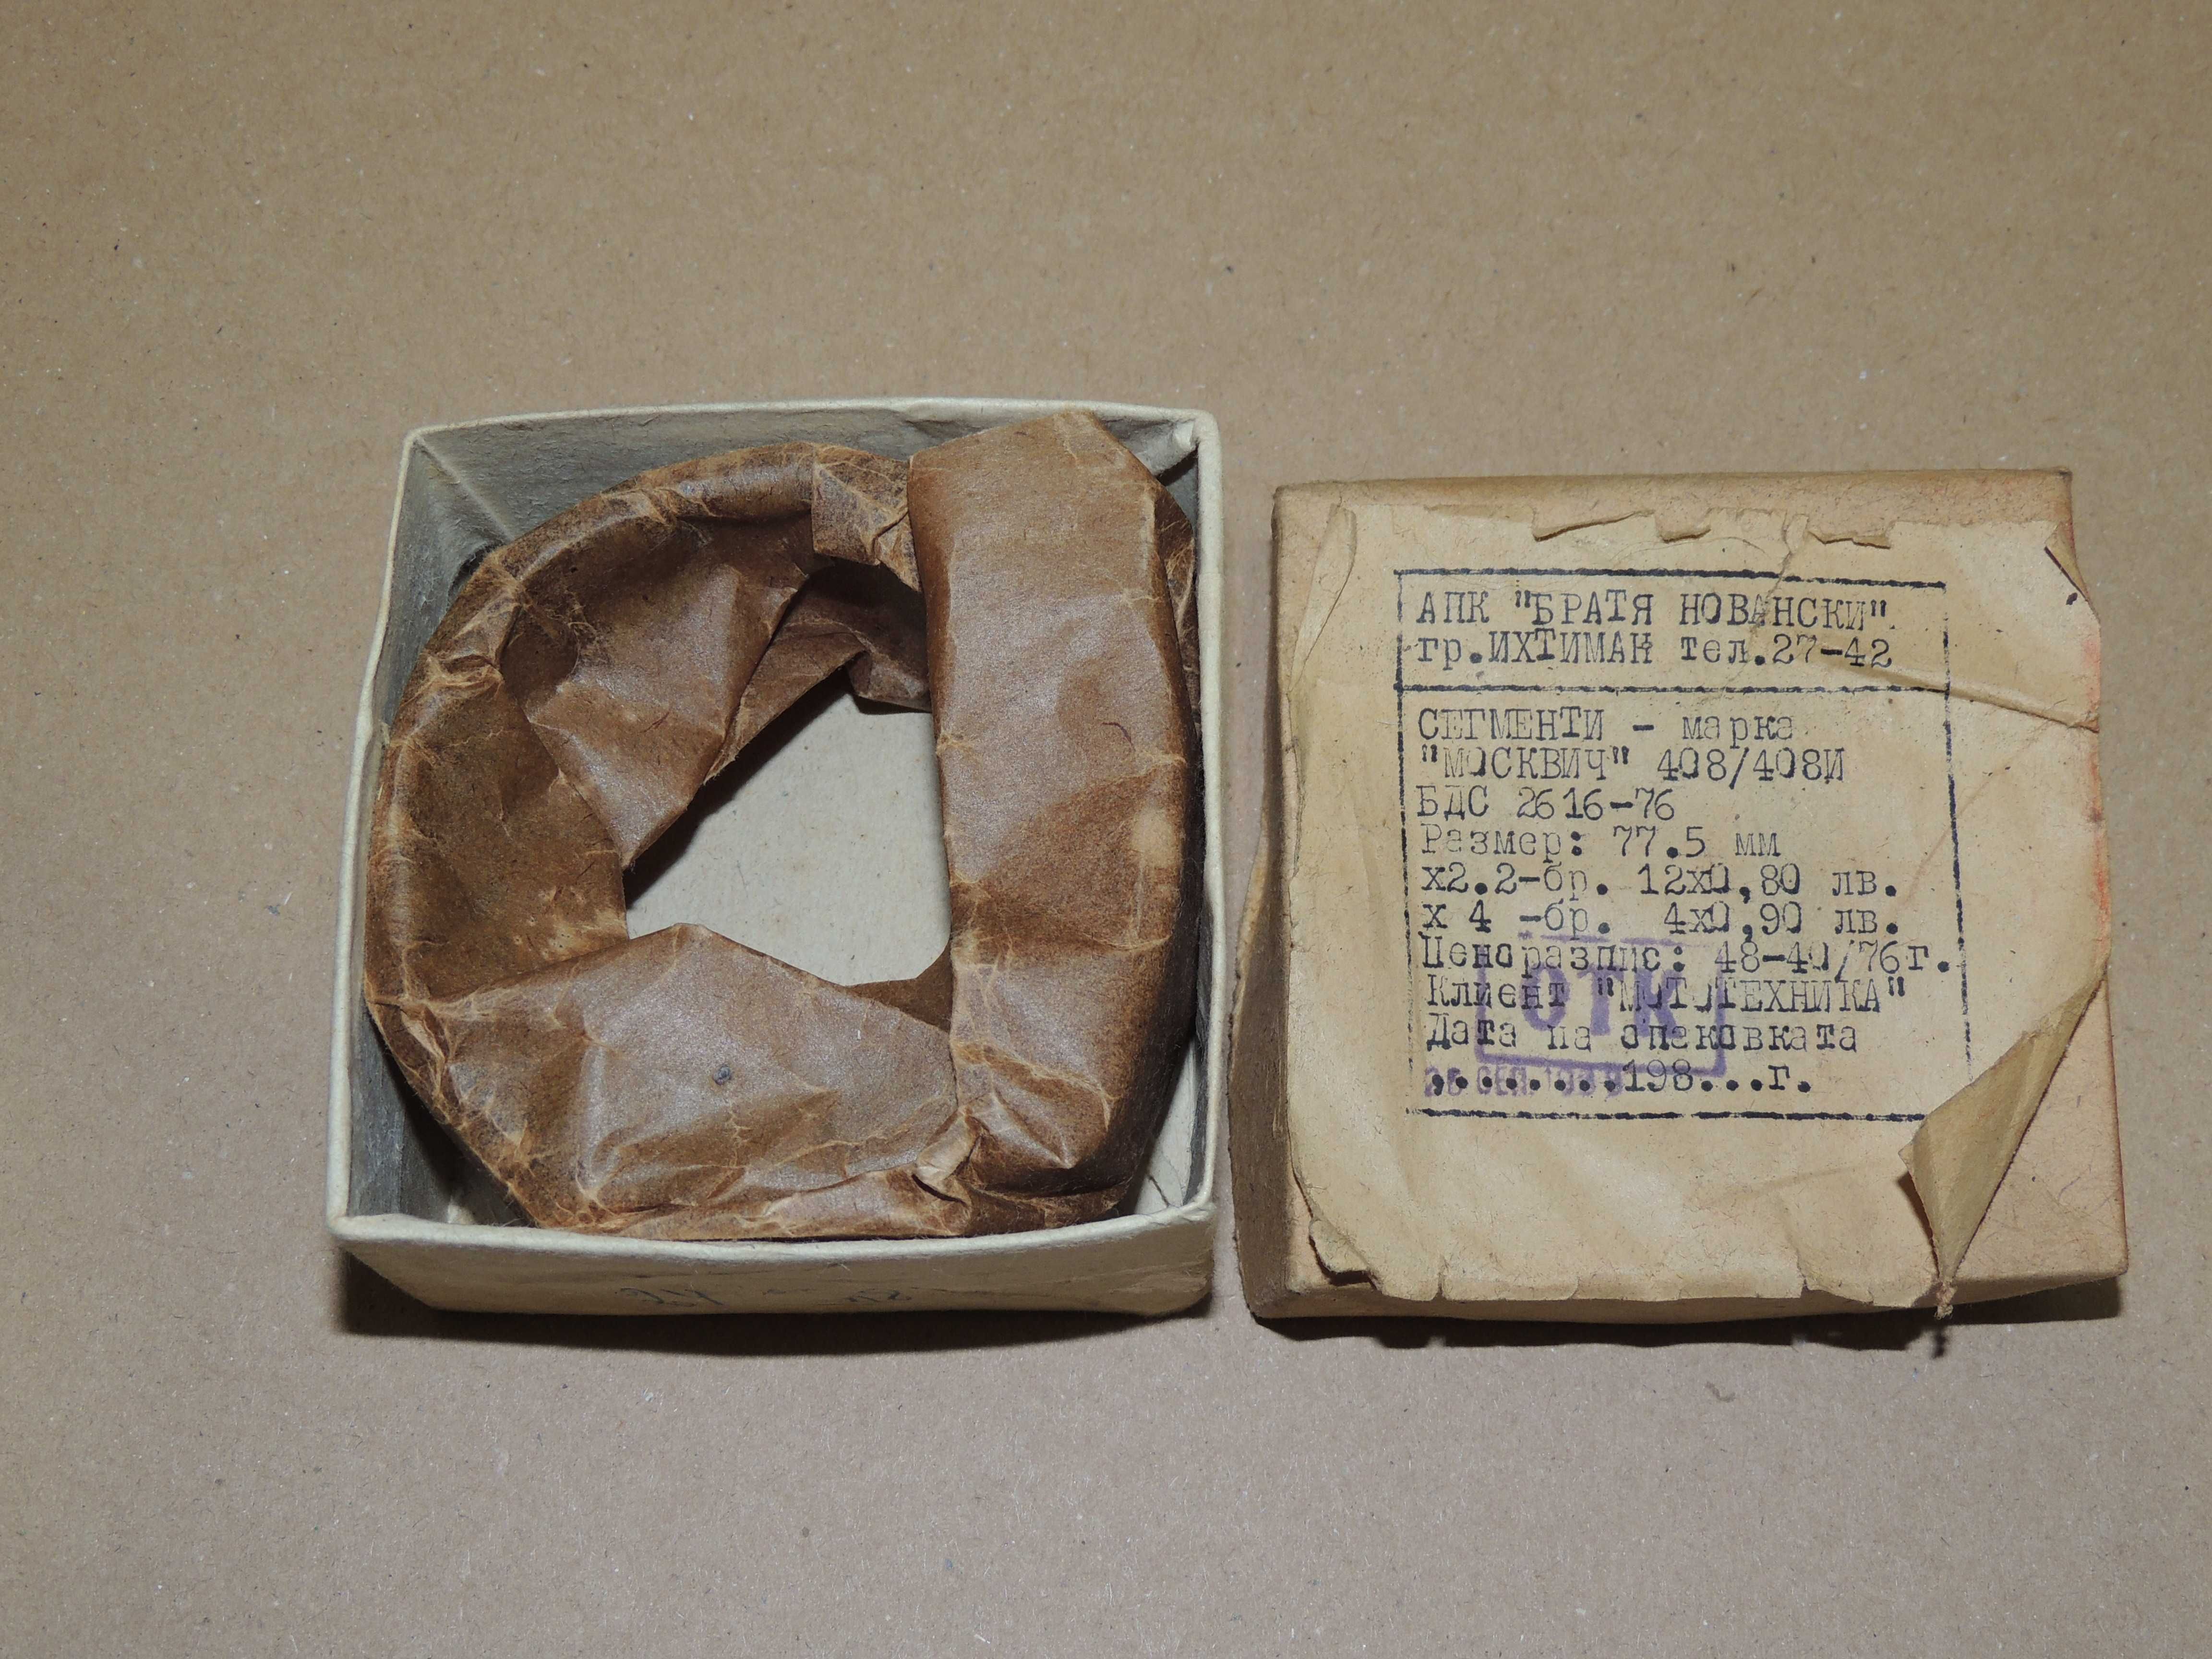 АПК "БРАТЯ НОВАНСКИ"
гр.ИХТИМАН тел.27-42
СЕГМЕНТИ - марка
"МОСКВИЧ" 408/408И
БДС 2616-76
Размер: 77.5 мм
х2.2-бр. 12х0,80 лв.
х 4 -бр. 4х0,90 лв.
Ценоразпис: 48-40/76г.
Клиент "МОТОТЕХНИКА"
ОТК
Дата на опаковката
........198...г.